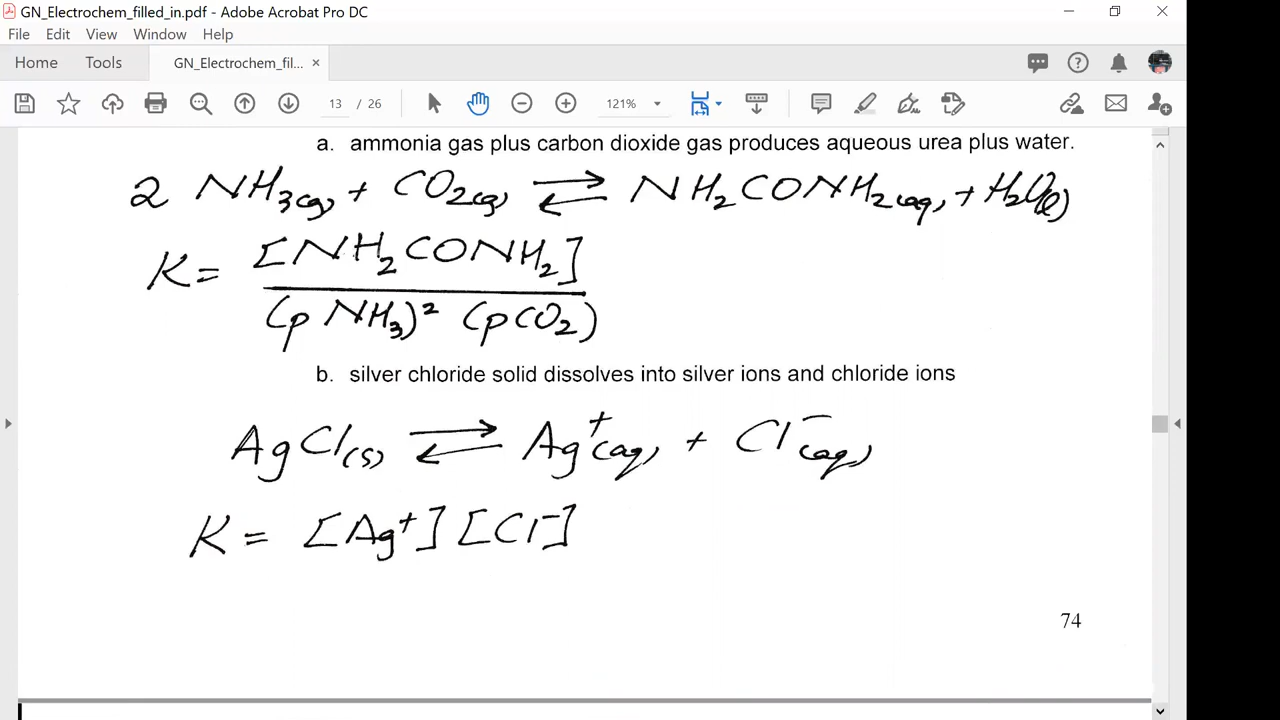 GN_Electrochem_filled_in.pdf - Adobe Acrobat Pro DC
File Edit View Window Help
Home Tools GN_Electrochem_fil... ×
13 / 26 121%
a. ammonia gas plus carbon dioxide gas produces aqueous urea plus water.
2 NH₃(g) + CO₂(g) ⇌ NH₂CONH₂(aq) + H₂O(l)
K = [NH₂CONH₂]
(pNH₃)² (pCO₂)
b. silver chloride solid dissolves into silver ions and chloride ions
AgCl(s) ⇌ Ag⁺(aq) + Cl⁻(aq)
K = [Ag⁺] [Cl⁻]
74